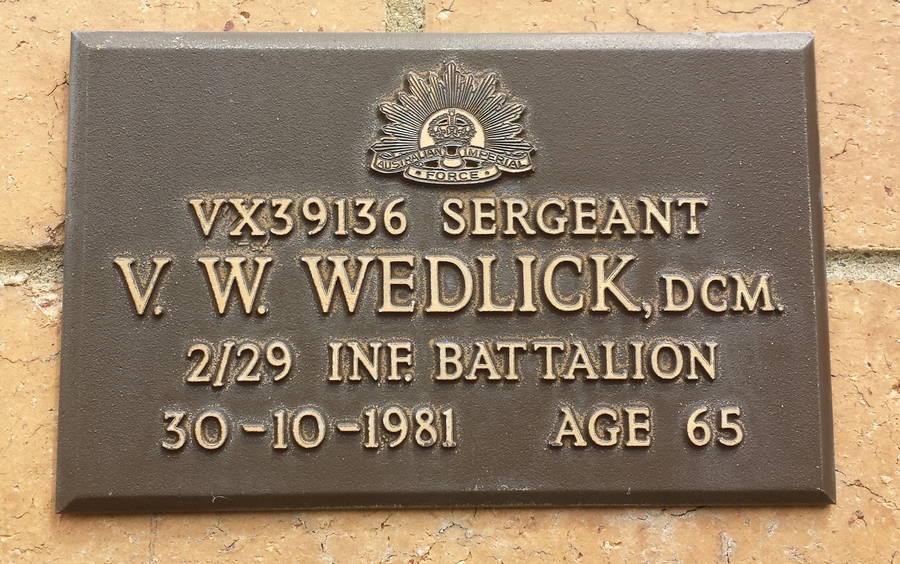 AUSTRALIAN IMPERIAL
FORCE
VX39136 SERGEANT
V. W. WEDLICK, DCM.
2/29 INF. BATTALION
30-10-1981 AGE 65